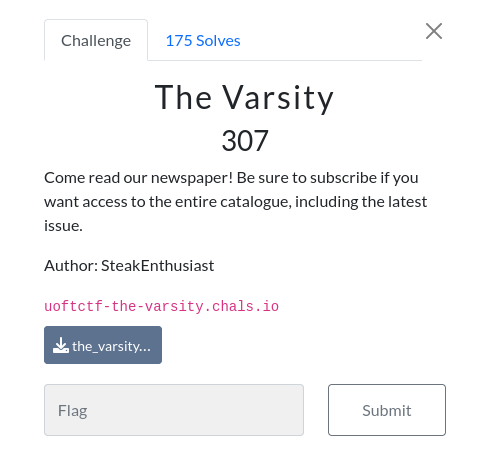 Challenge
175 Solves
The Varsity
307
Come read our newspaper! Be sure to subscribe if you
want access to the entire catalogue, including the latest
issue.
Author: SteakEnthusiast
uoftctf-the-varsity.chals.io
the_varsity...
Flag
Submit